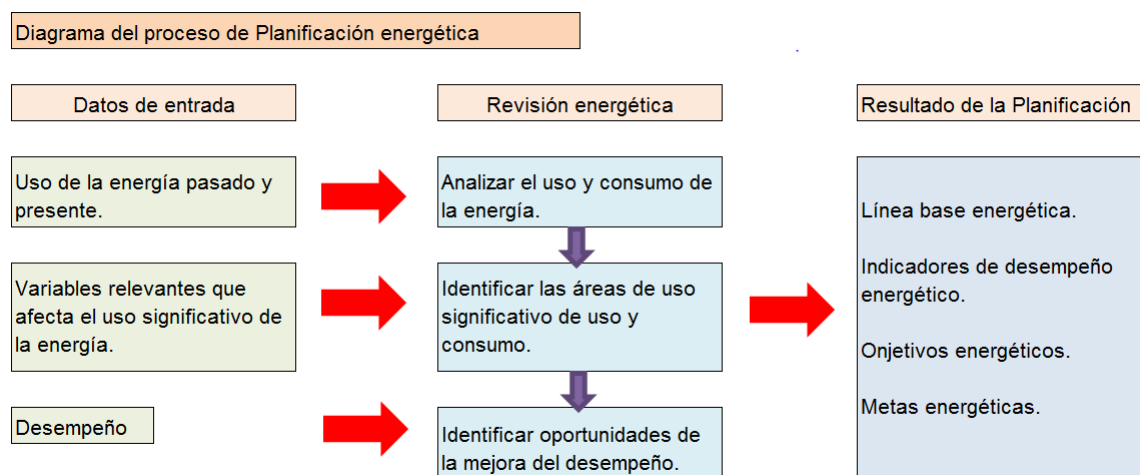 Diagrama del proceso de Planificación energética
Datos de entrada
Revisión energética
Resultado de la Planificación
Uso de la energía pasado y
presente.
Analizar el uso y consumo de
la energía.
Variables relevantes que
afecta el uso significativo de
la energía.
Identificar las áreas de uso
significativo de uso y
consumo.
Desempeño
Identificar oportunidades de
la mejora del desempeño.
Línea base energética.
Indicadores de desempeño
energético.
Onjetivos energéticos.
Metas energéticas.